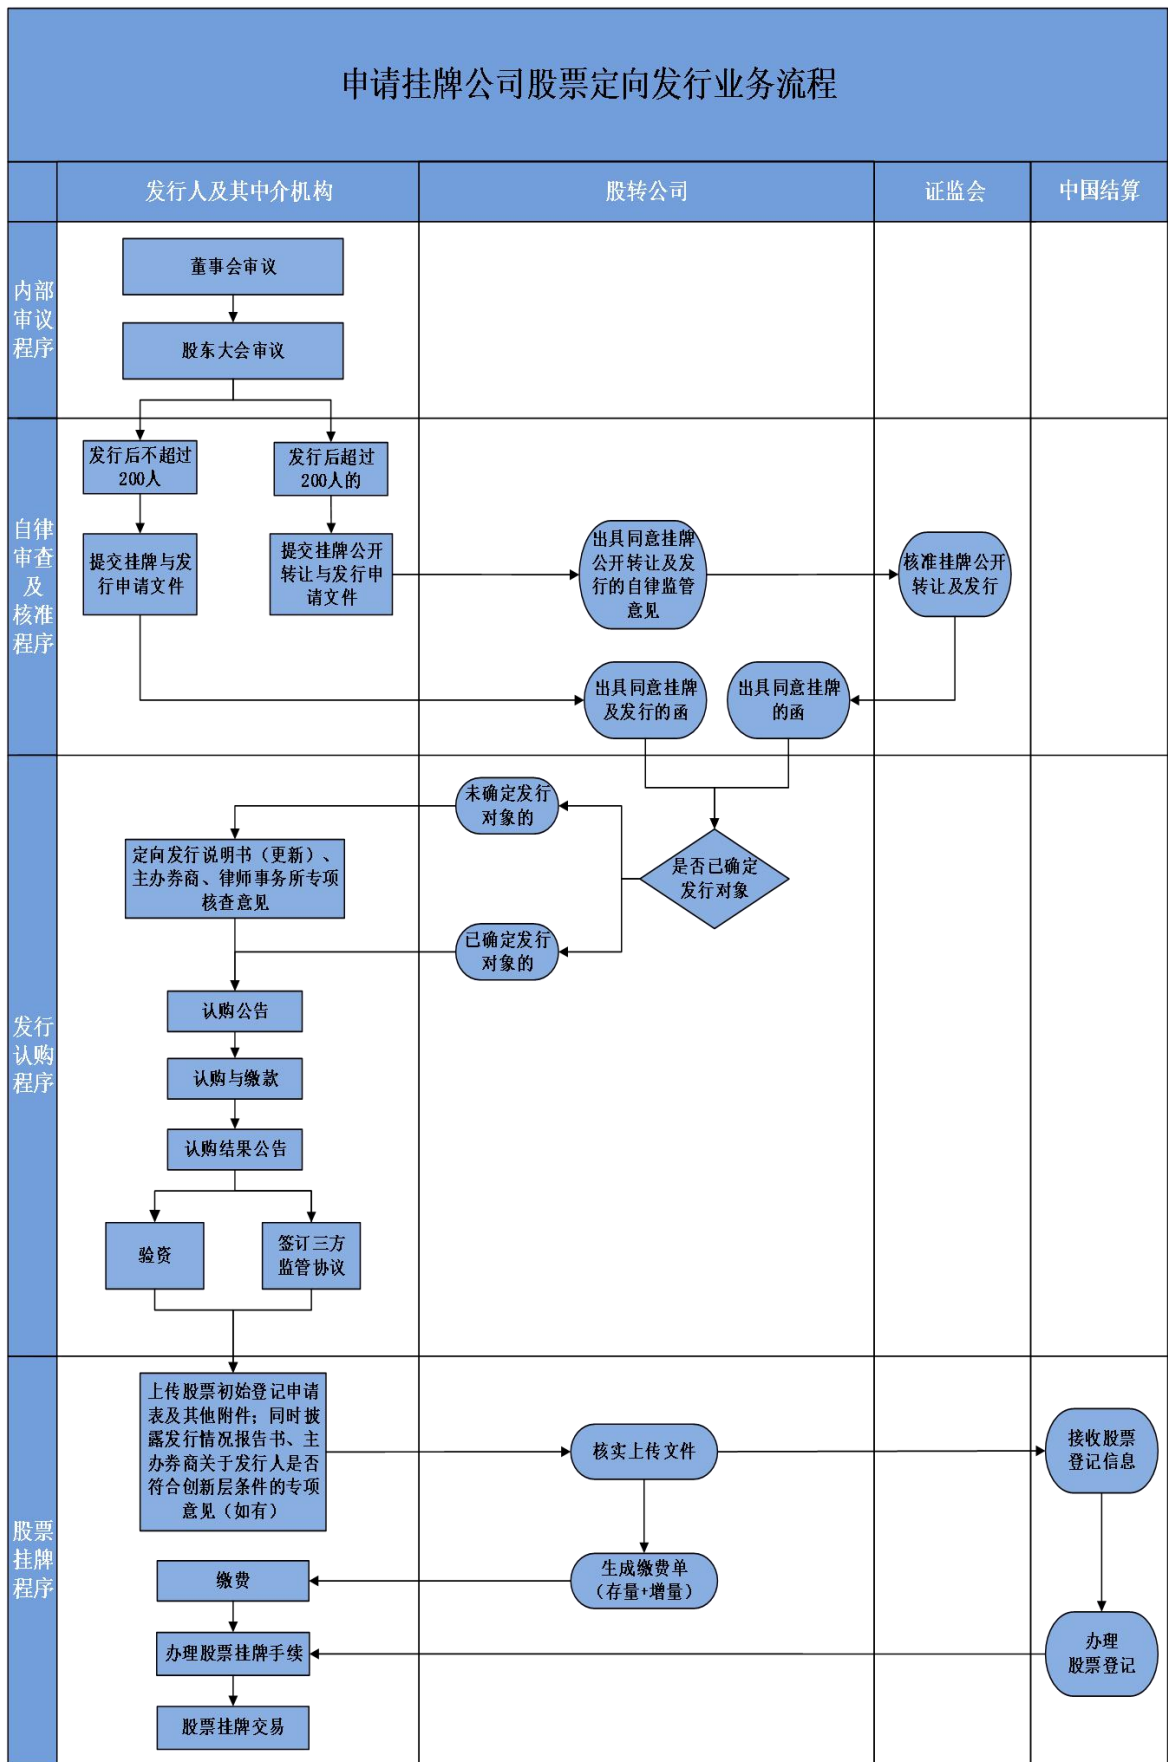 申请挂牌公司股票定向发行业务流程
发行人及其中介机构
股转公司
证监会
中国结算
内部
审议
程序
董事会审议
股东大会审议
自律
审查
及
核准
程序
发行后不超过
200人
发行后超过
200人的
提交挂牌与发
行申请文件
提交挂牌公开
转让与发行申
请文件
出具同意挂牌
公开转让及发
行的自律监管
意见
核准挂牌公开
转让及发行
出具同意挂牌
及发行的函
出具同意挂牌
的函
发行
认购
程序
未确定发行
对象的
是否已确定
发行对象
定向发行说明书（更新）、
主办券商、律师事务所专项
核查意见
已确定发行
对象的
认购公告
认购与缴款
认购结果公告
验资
签订三方
监管协议
股票
挂牌
程序
上传股票初始登记申请
表及其他附件；同时披
露发行情况报告书、主
办券商关于发行人是否
符合创新层条件的专项
意见（如有）
核实上传文件
接收股票
登记信息
生成缴费单
（存量+增量）
缴费
办理股票挂牌手续
办理
股票登记
股票挂牌交易